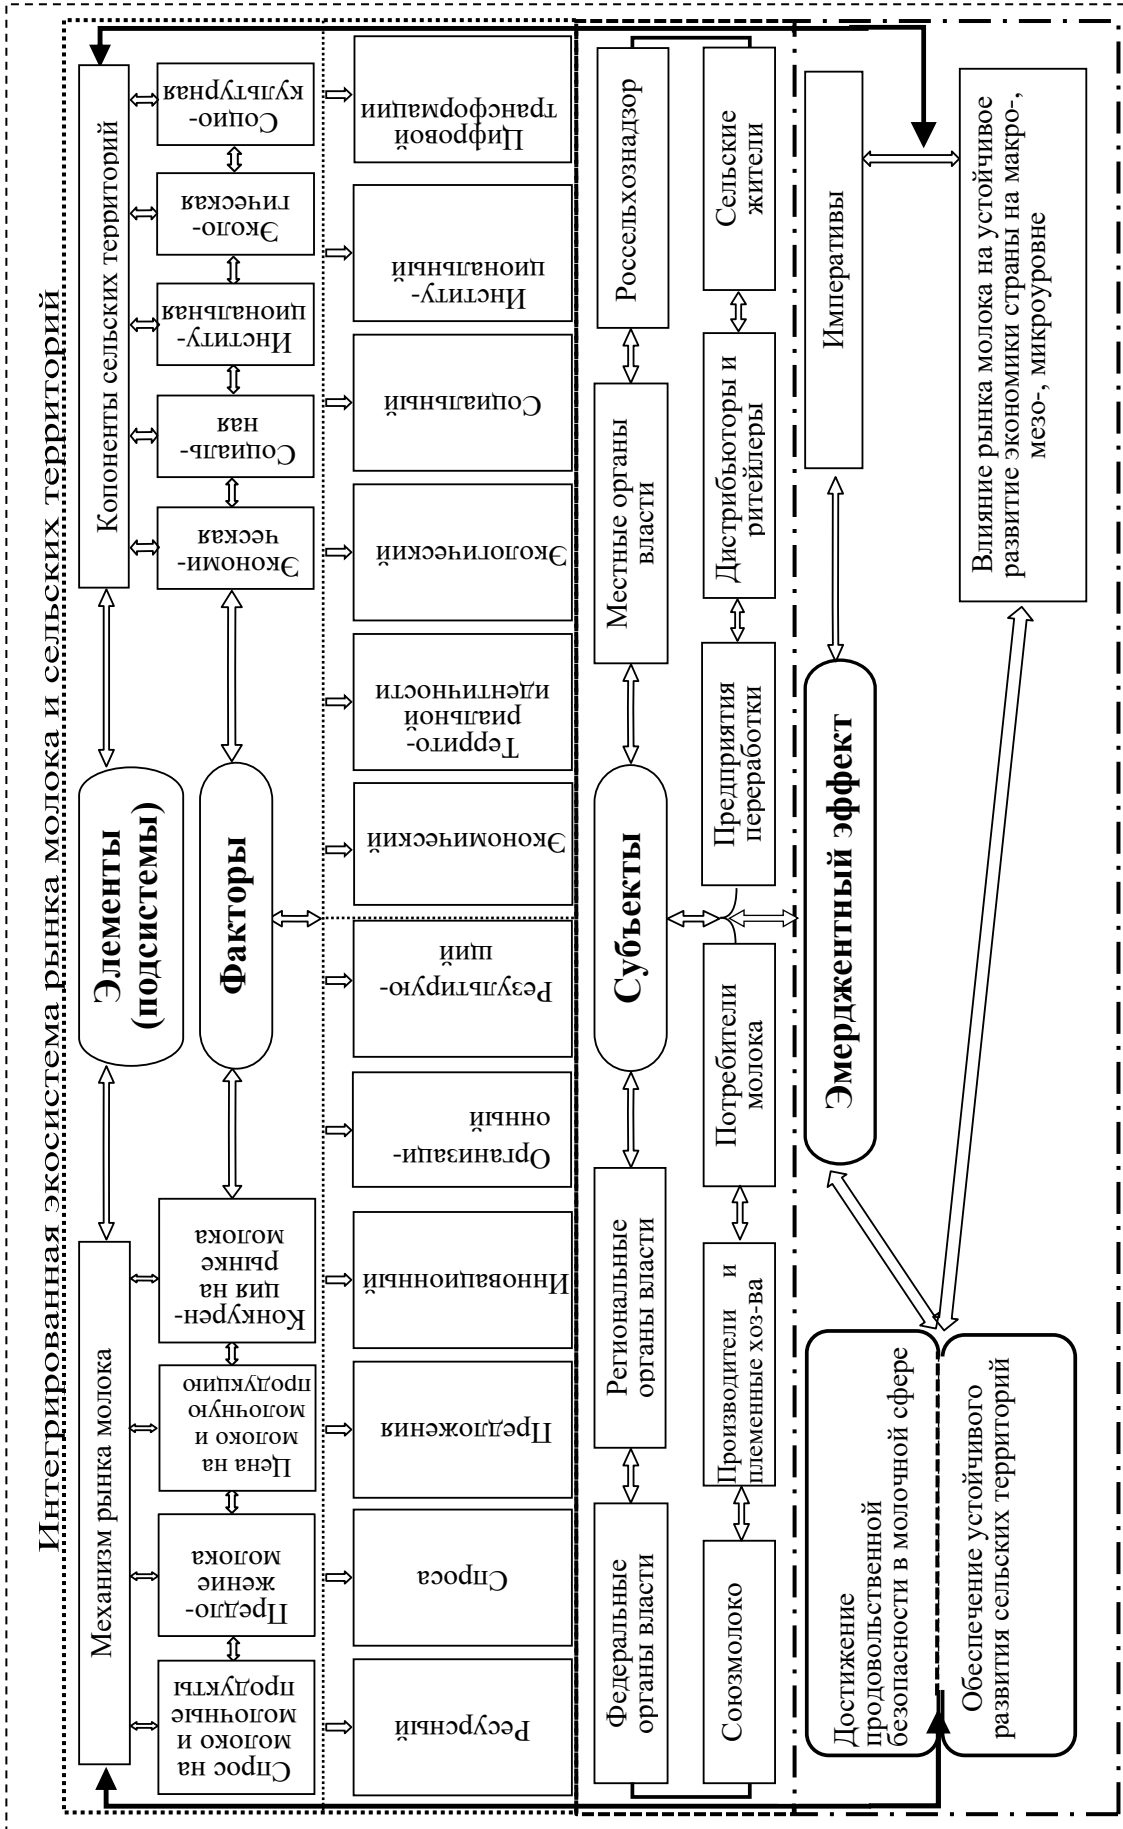 Интегрированная экосистема рынка молока и сельских территорий
Механизм рынка молока
Элементы
(подсистемы)
Копоненты сельских территорий
Спрос на
молоко и
молочные
продукты
Предло-
жение
молока
Цена на
молоко и
молочную
продукцию
Конкурен-
ция на
рынке
молока
Факторы
Экономи-
ческая
Социаль-
ная
Институ-
циональная
Эколо-
гическая
Социо-
культурная
Ресурсный
Спроса
Предложения
Инновационный
Организаци-
онный
Результирую-
щий
Экономический
Террито-
риальной
идентичности
Экологический
Социальный
Институ-
циональный
Цифровой
трансформации
Федеральные
органы власти
Региональные
органы власти
Субъекты
Местные органы
власти
Россельхознадзор
Союзмолоко
Производители и
племенные хоз-ва
Потребители
молока
Предприятия
переработки
Дистрибьюторы и
ритейлеры
Сельские
жители
Достижение
продовольственной
безопасности в молочной сфере
Эмерджентный эффект
Императивы
Обеспечение устойчивого
развития сельских территорий
Влияние рынка молока на устойчивое
развитие экономики страны на макро-,
мезо-, микроуровне